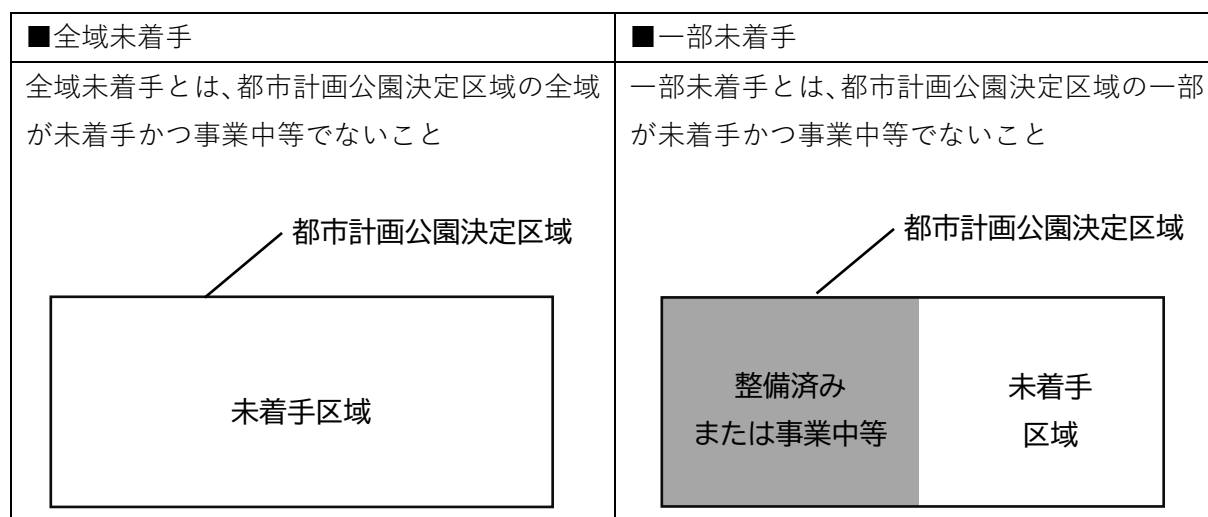 ■全域未着手
全域未着手とは、都市計画公園決定区域の全域
が未着手かつ事業中等でないこと
都市計画公園決定区域
未着手区域
■一部未着手
一部未着手とは、都市計画公園決定区域の一部
が未着手かつ事業中等でないこと
都市計画公園決定区域
整備済み
または事業中等
未着手
区域